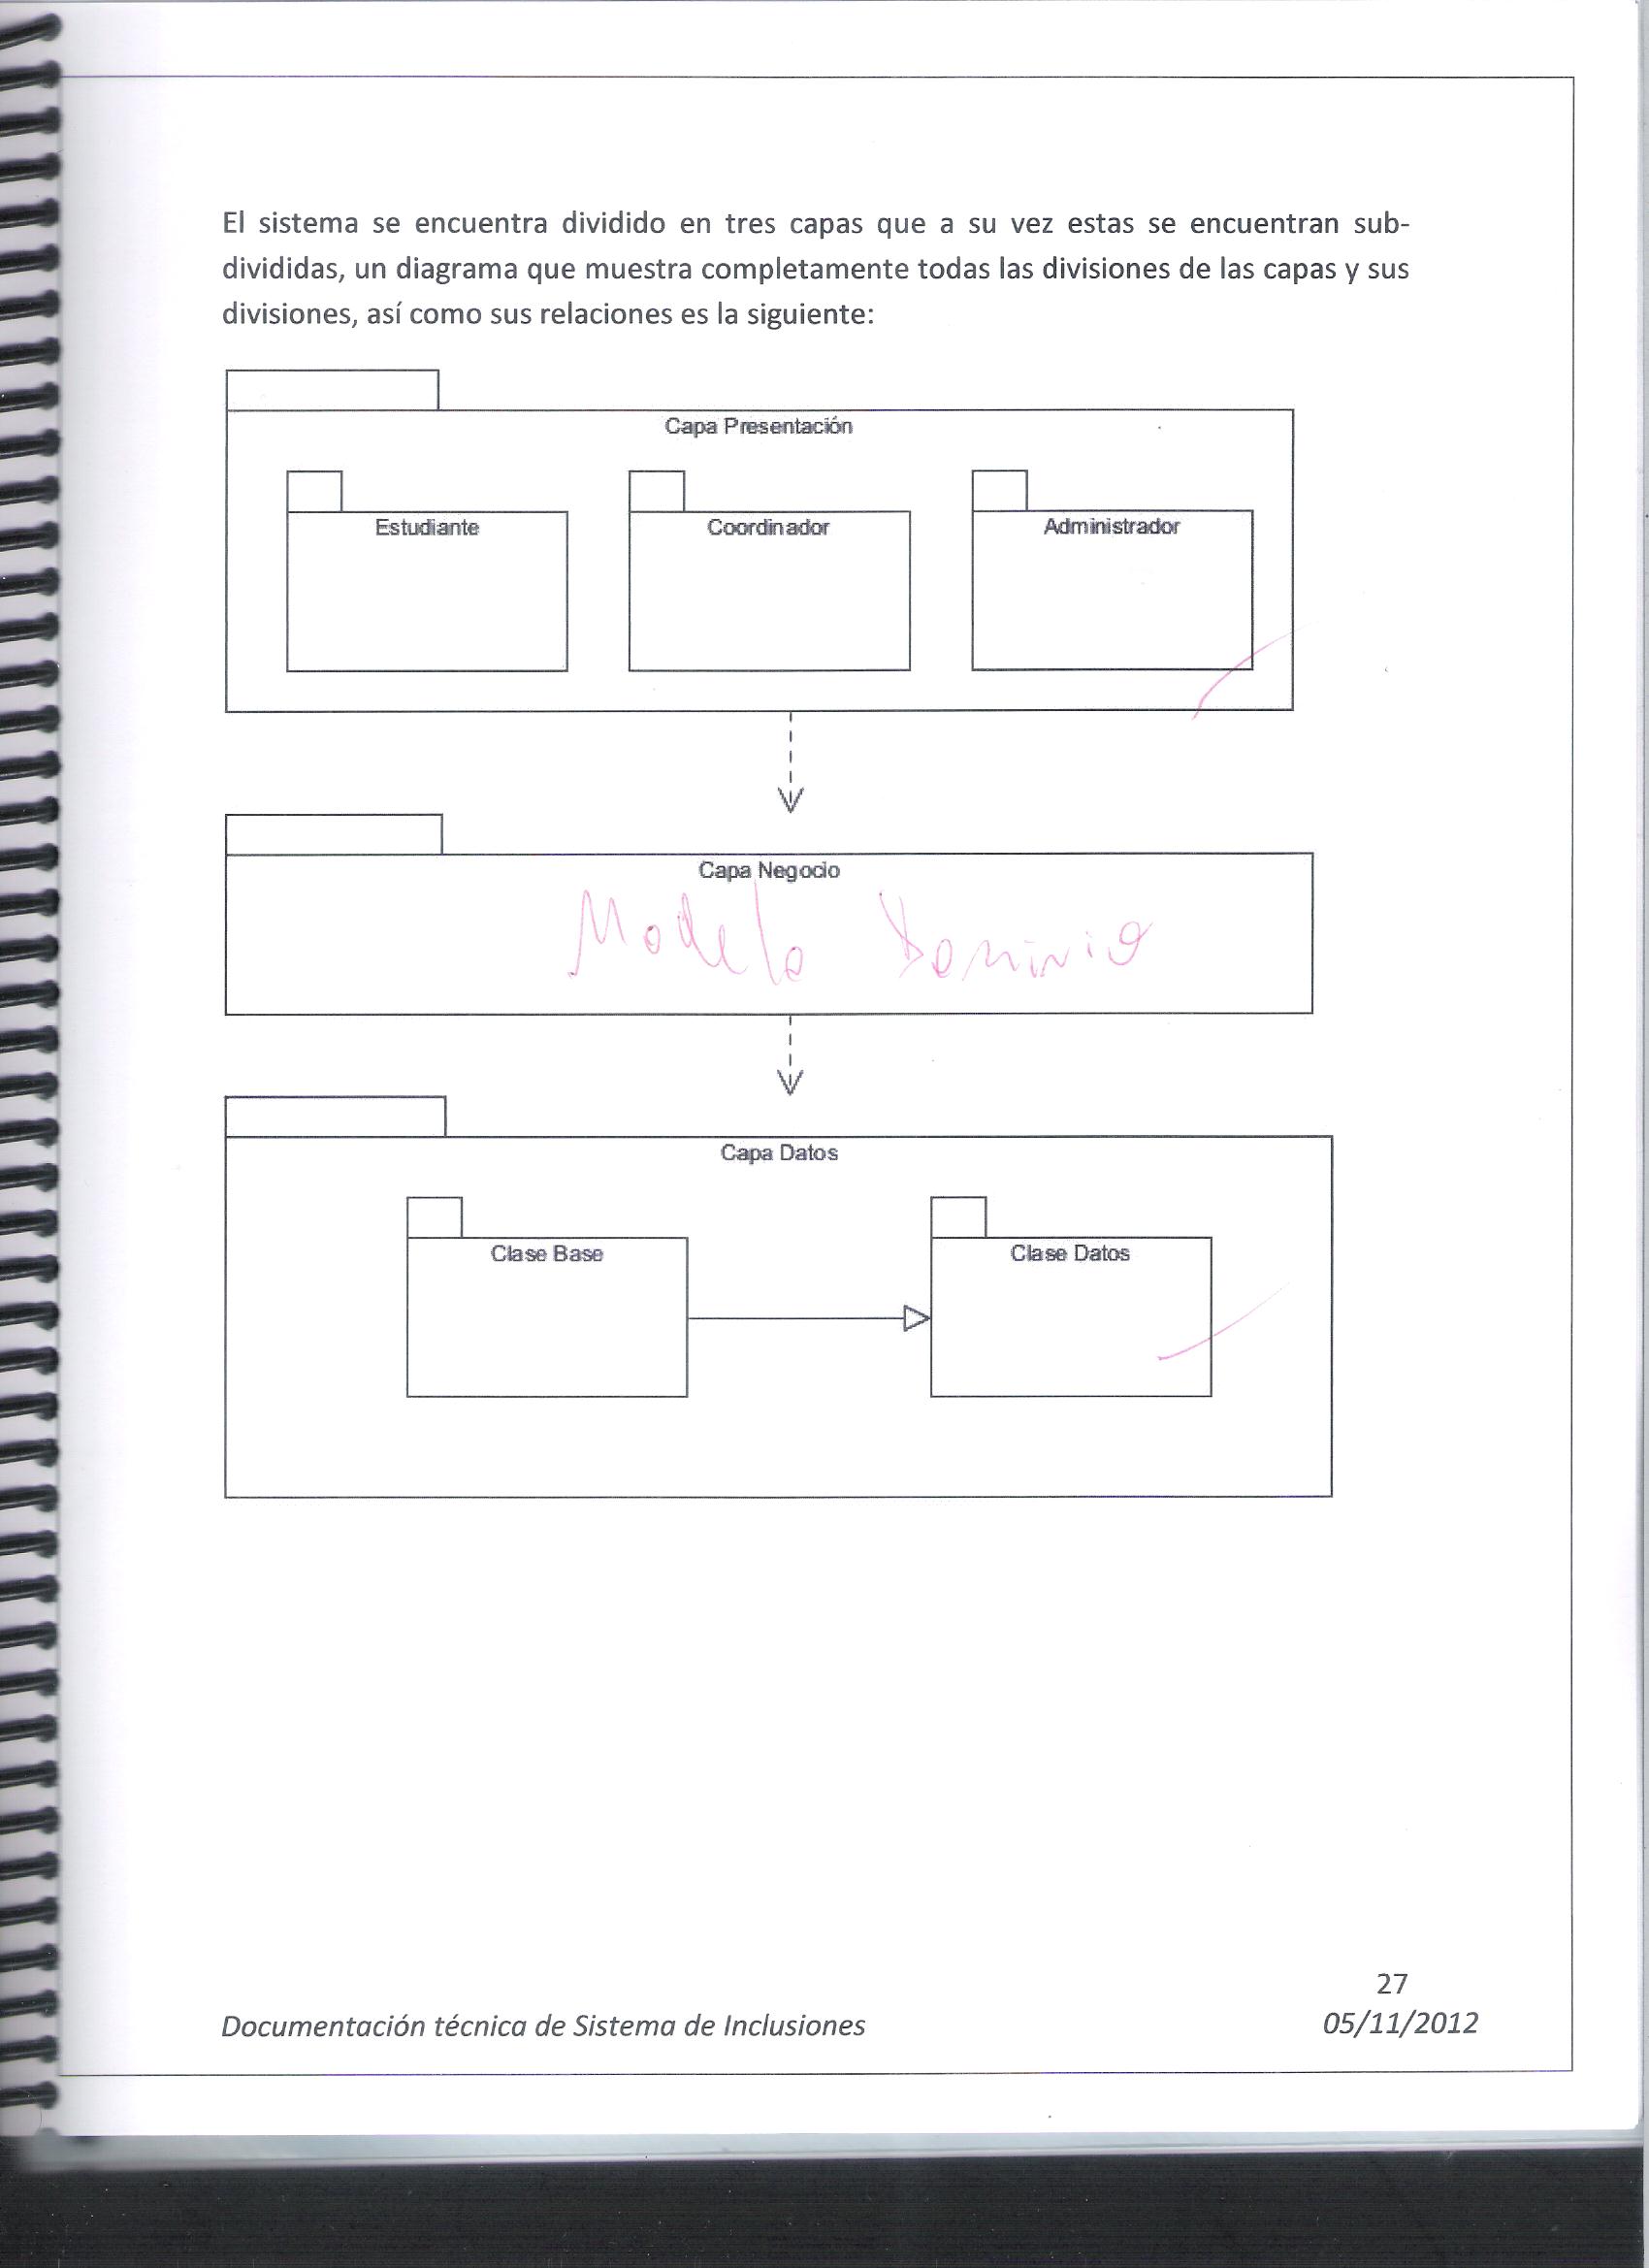 El sistema se encuentra dividido en tres capas que a su vez estas se encuentran sub-
divididas, un diagrama que muestra completamente todas las divisiones de las capas y sus
divisiones, así como sus relaciones es la siguiente:
Capa Presentación
Estudiante Coordinador Administrador
Capa Negocio
Modelo Dominio
Capa Datos
Clase Base Clase Datos
27
Documentación técnica de Sistema de Inclusiones 05/11/2012